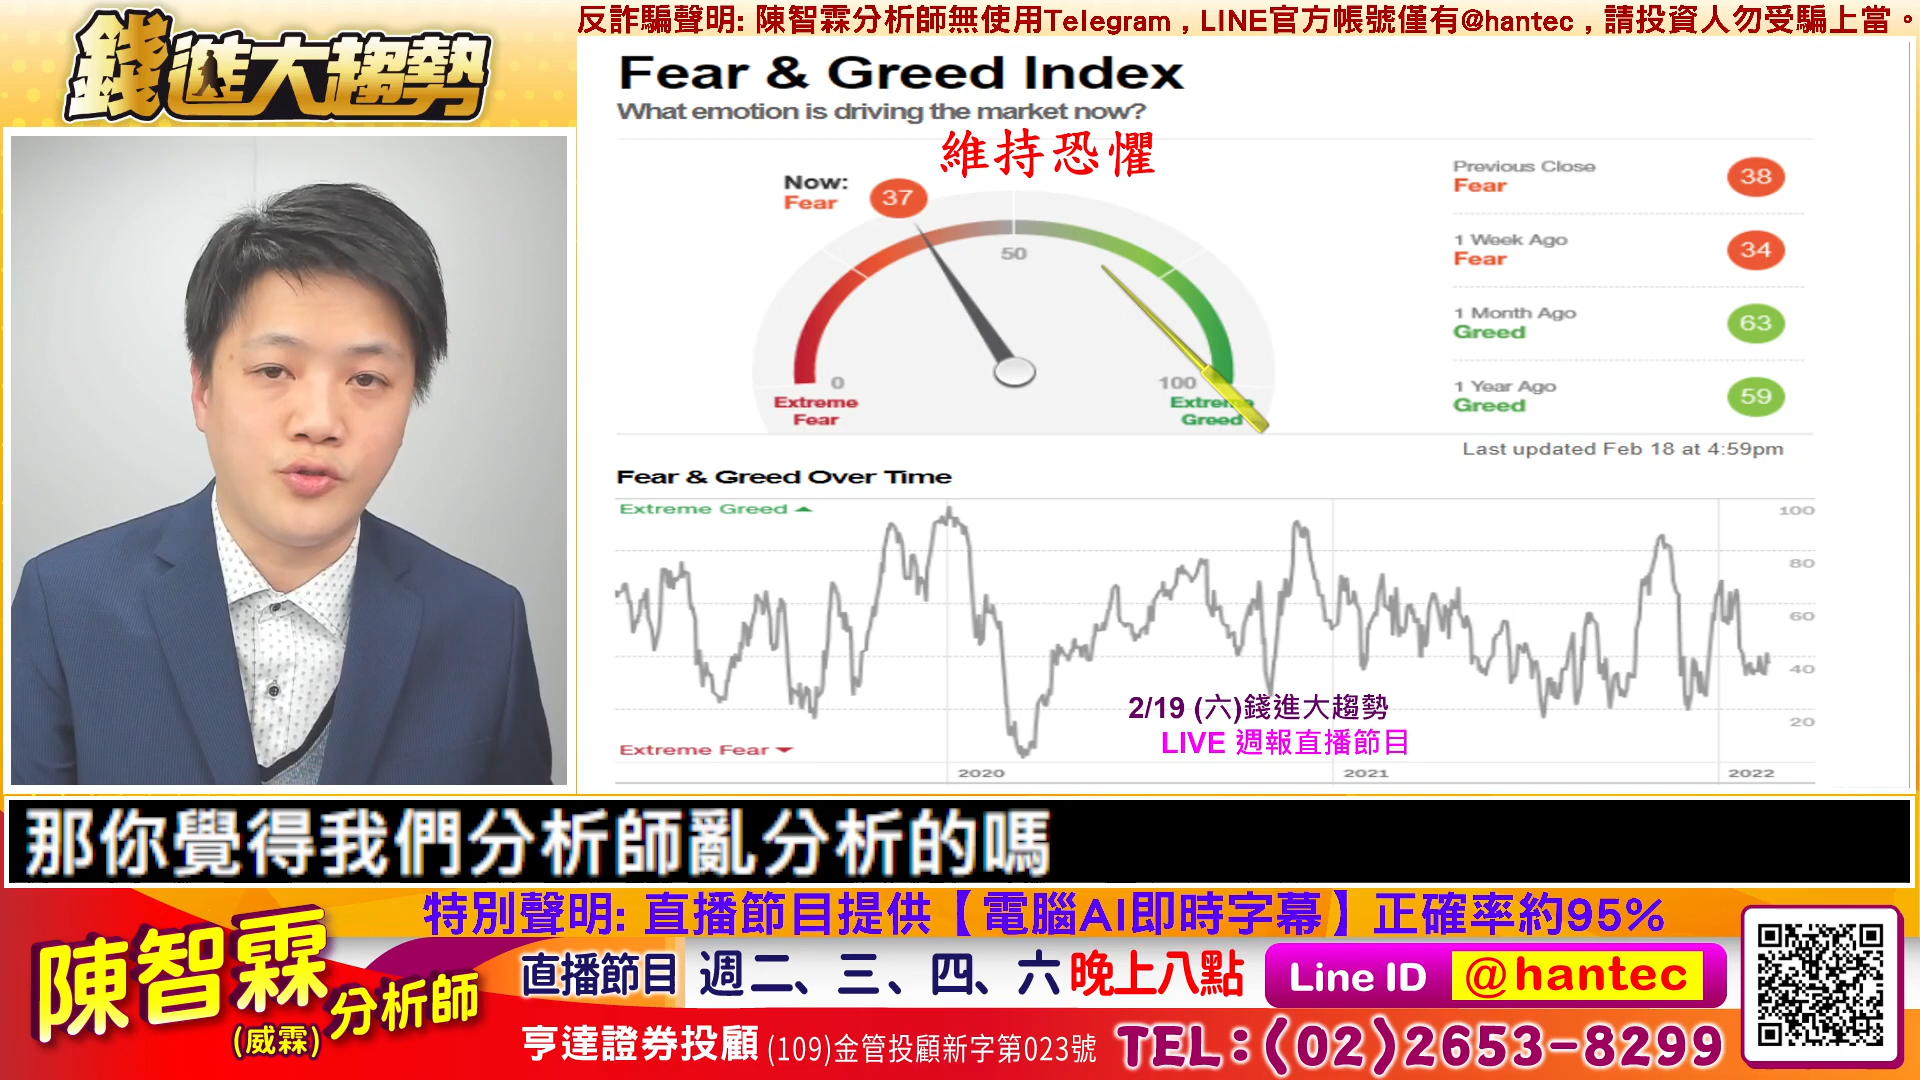 反詐騙聲明: 陳智霖分析師無使用Telegram , LINE官方帳號僅有@hantec , 請投資人勿受騙上當。
錢進大趨勢
Fear & Greed Index
What emotion is driving the market now?
維持恐懼
Now:
Fear
37
50
0
100
Extreme
Fear
Extreme
Greed
Previous Close
Fear
38
1 Week Ago
Fear
34
1 Month Ago
Greed
63
1 Year Ago
Greed
59
Last updated Feb 18 at 4:59pm
Fear & Greed Over Time
Extreme Greed
100
80
60
40
20
2/19 (六)錢進大趨勢
LIVE 週報直播節目
Extreme Fear
2020
2021
2022
那你覺得我們分析師亂分析的嗎
特別聲明: 直播節目提供【電腦AI即時字幕】正確率約95%
陳智霖分析師
(威霖)
直播節目 週二、三、四、六 晚上八點
Line ID @hantec
亨達證券投顧 (109)金管投顧新字第023號 TEL:(02)2653-8299